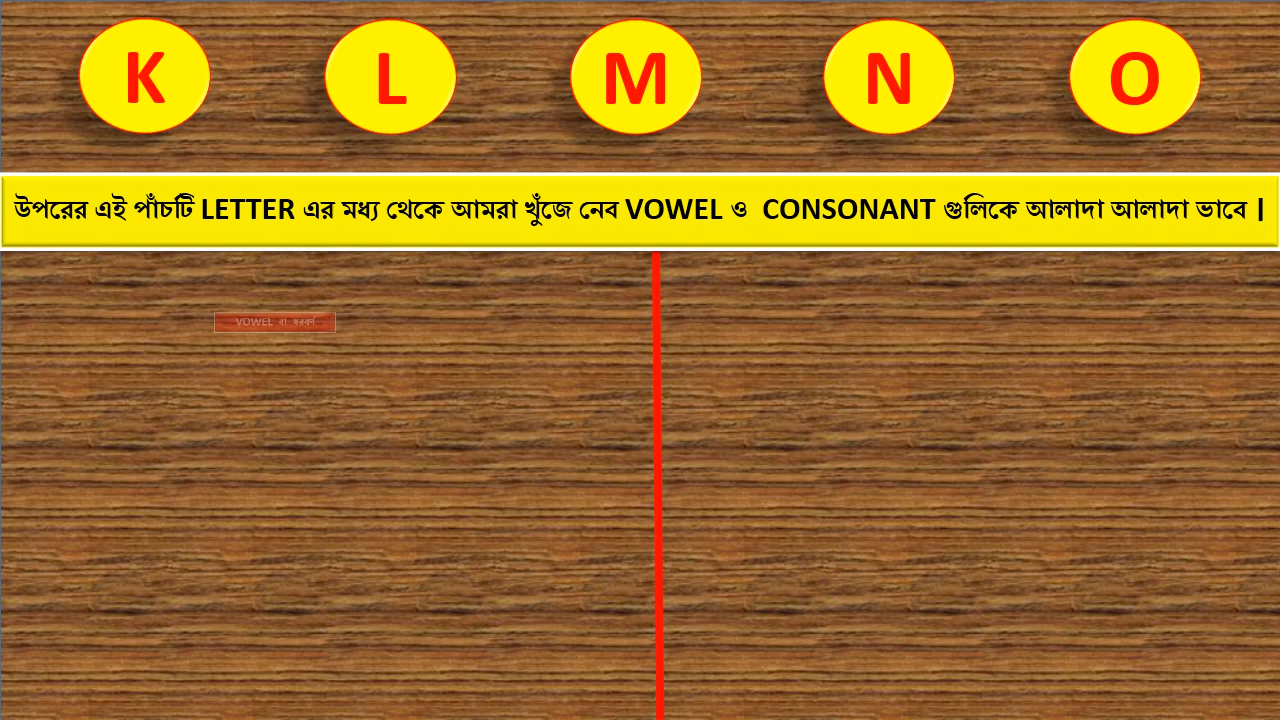 K L M N O
উপরের এই পাঁচটি LETTER এর মধ্য থেকে আমরা খুঁজে নেব VOWEL ও CONSONANT গুলিকে আলাদা আলাদা ভাবে |
VOWEL বা স্বরবর্ণ